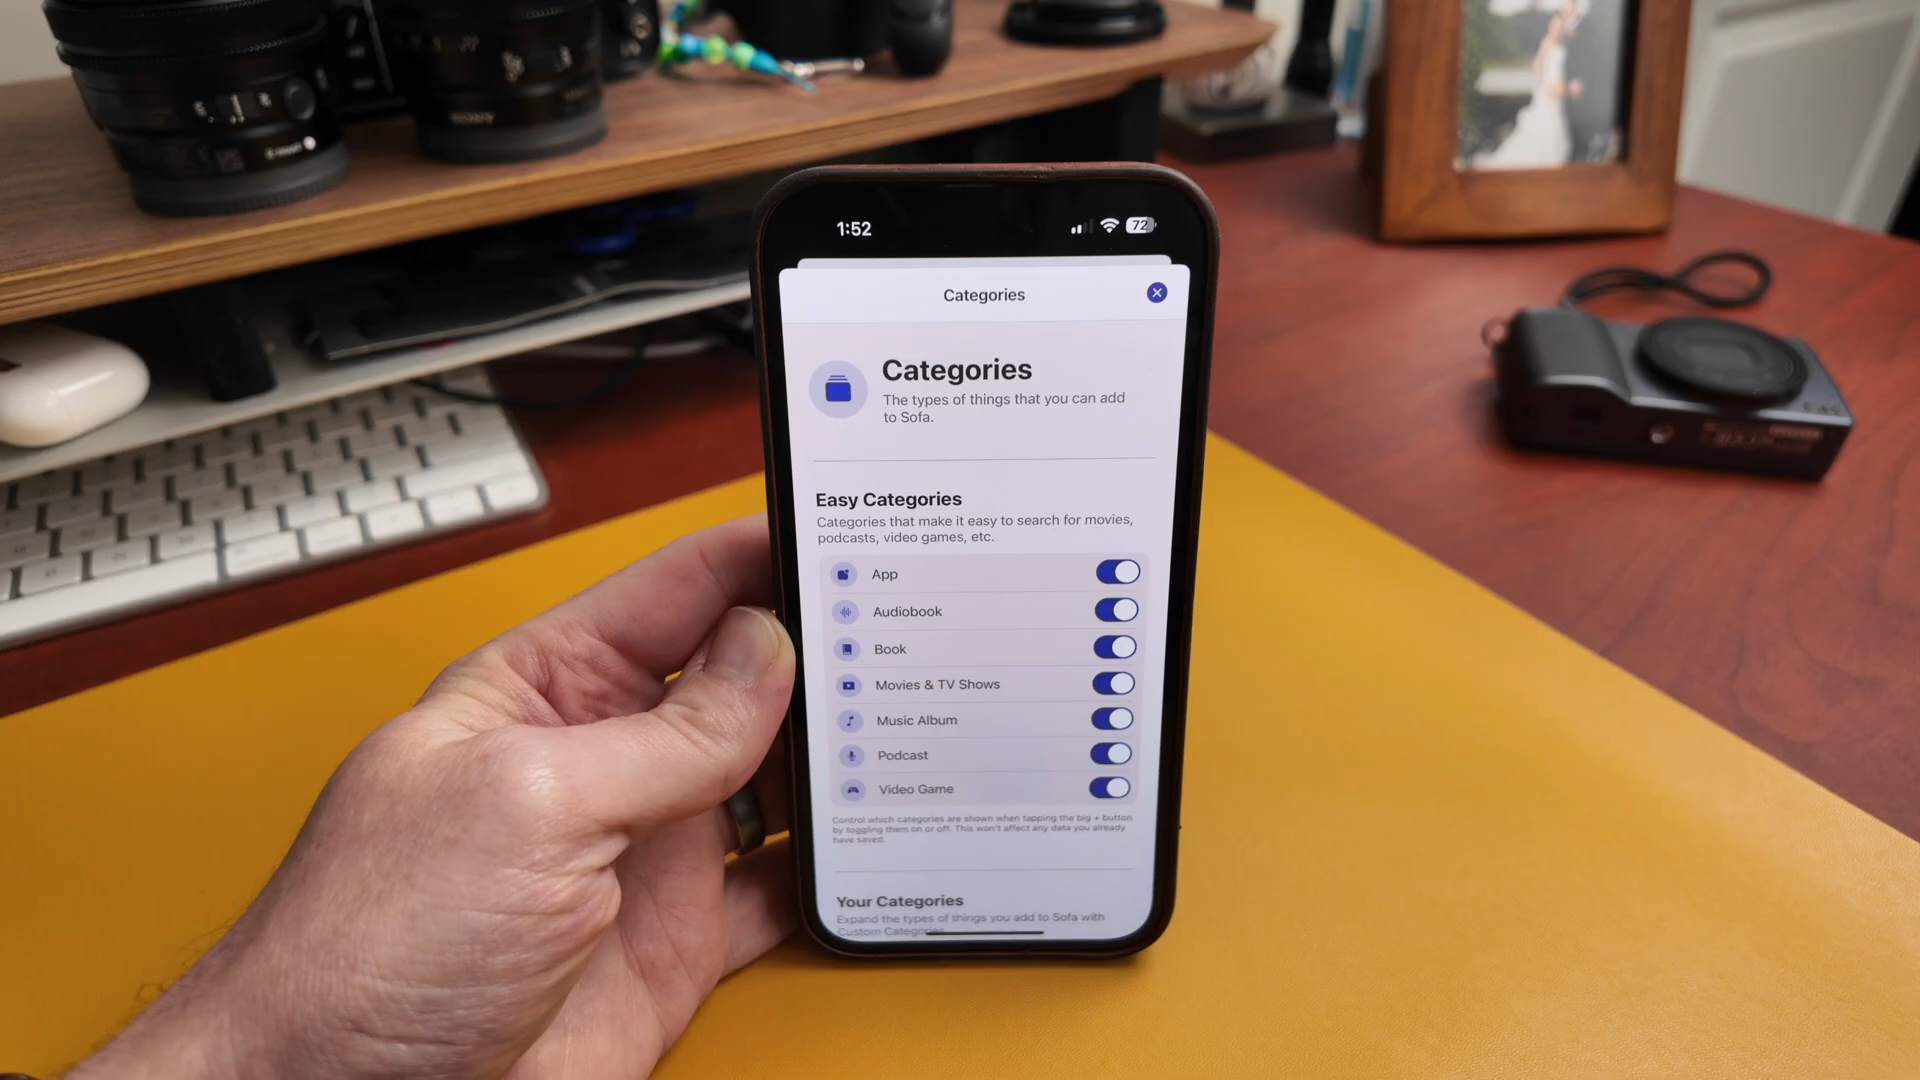 SONY
1:52
72
Categories
Categories
The types of things that you can add
to Sofa.
Easy Categories
Categories that make it easy to search for movies,
podcasts, video games, etc.
App
Audiobook
Book
Movies & TV Shows
Music Album
Podcast
Video Game
Control which categories are shown when tapping the big + button
by toggling them on or off. This won't affect any data you already
have saved.
Your Categories
Expand the types of things you add to Sofa with
Custom Categories